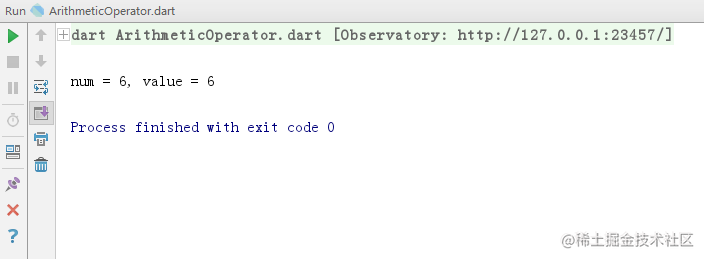 Run ArithmeticOperator.dart
dart ArithmeticOperator.dart [Observatory: http://127.0.0.1:23457/]
num = 6, value = 6
Process finished with exit code 0
@稀土掘金技术社区